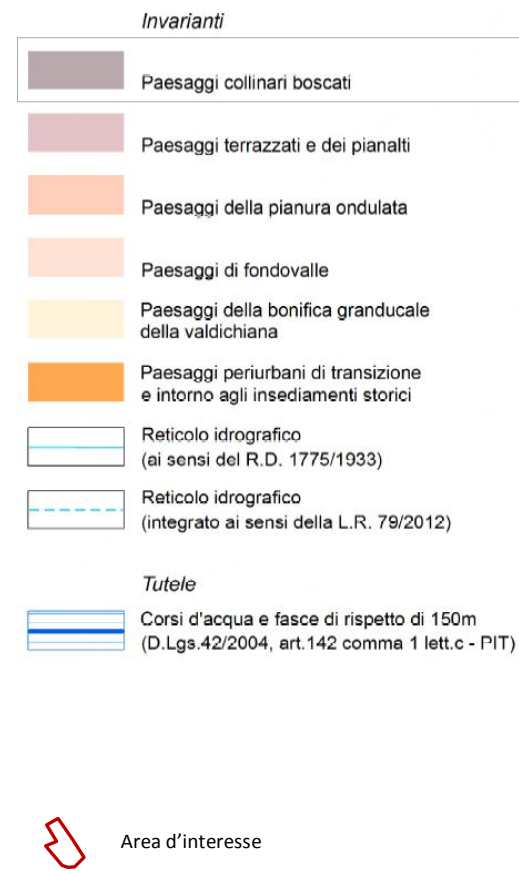 Invarianti
Paesaggi collinari boscati
Paesaggi terrazzati e dei pianalti
Paesaggi della pianura ondulata
Paesaggi di fondovalle
Paesaggi della bonifica granducale
della valdichiana
Paesaggi periurbani di transizione
e intorno agli insediamenti storici
Reticolo idrografico
(ai sensi del R.D. 1775/1933)
Reticolo idrografico
(integrato ai sensi della L.R. 79/2012)
Tutele
Corsi d'acqua e fasce di rispetto di 150m
(D.Lgs.42/2004, art.142 comma 1 lett.c - PIT)
Area d’interesse